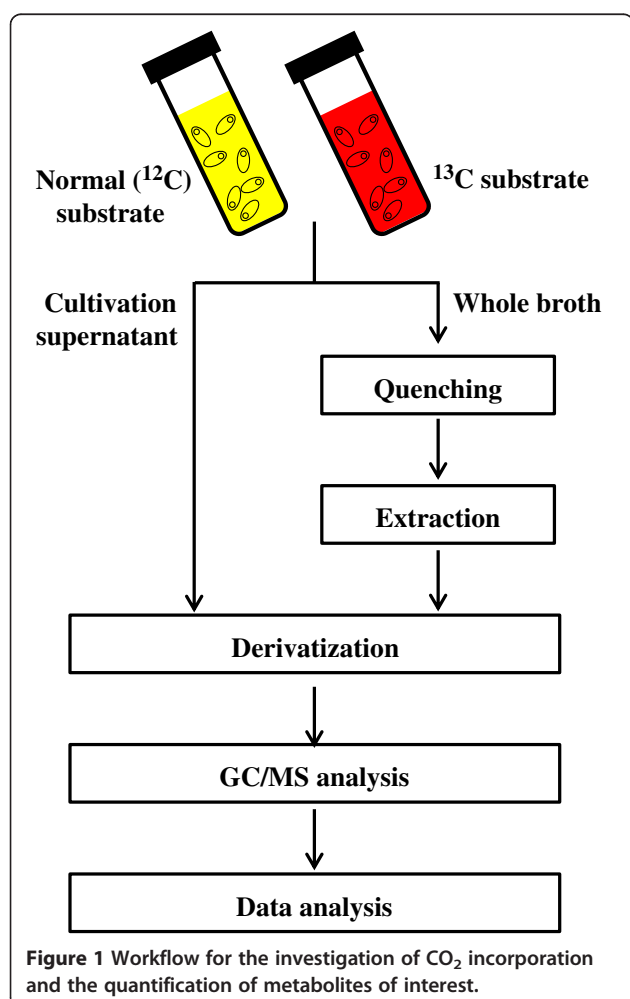 Normal (¹²C)
substrate
¹³C substrate
Cultivation
supernatant
Whole broth
Quenching
Extraction
Derivatization
GC/MS analysis
Data analysis
Figure 1 Workflow for the investigation of CO₂ incorporation
and the quantification of metabolites of interest.